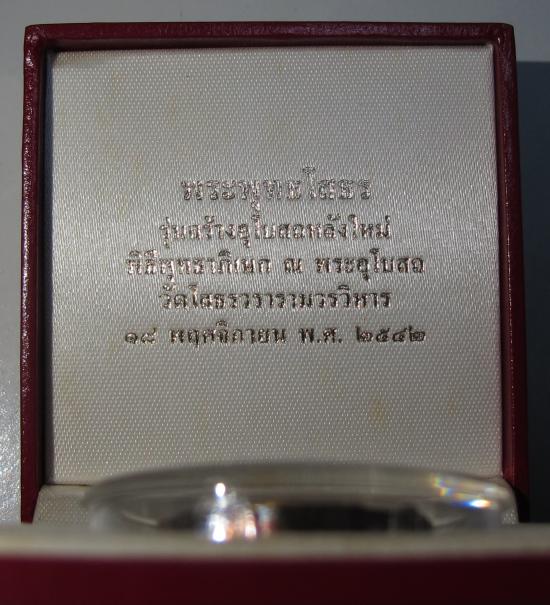 พระพุทธโสธร
รุ่นสร้างอุโบสถหลังใหม่
พิธีพุทธาภิเษก ณ พระอุโบสถ
วัดโสธรวรารามวรวิหาร
๑๘ พฤศจิกายน พ.ศ. ๒๕๔๒